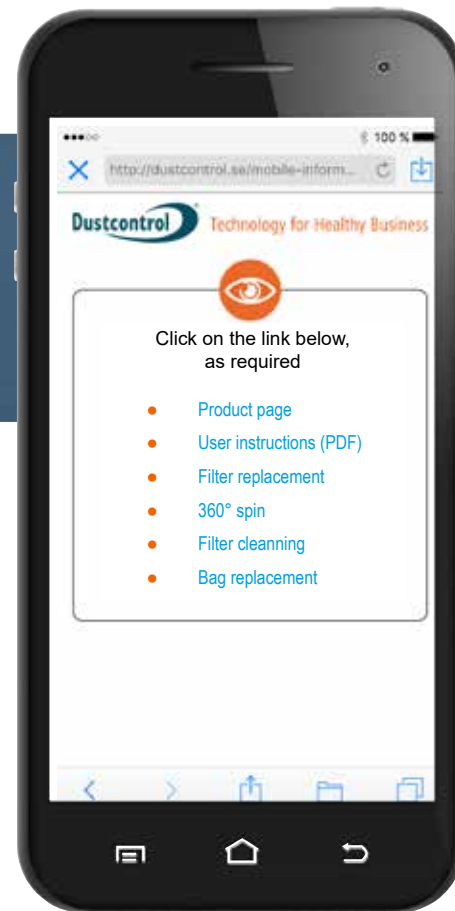 100 %
http://dustcontrol.se/mobile-inform...
Dustcontrol Technology for Healthy Business
Click on the link below,
as required
● Product page
● User instructions (PDF)
● Filter replacement
● 360° spin
● Filter cleanning
● Bag replacement